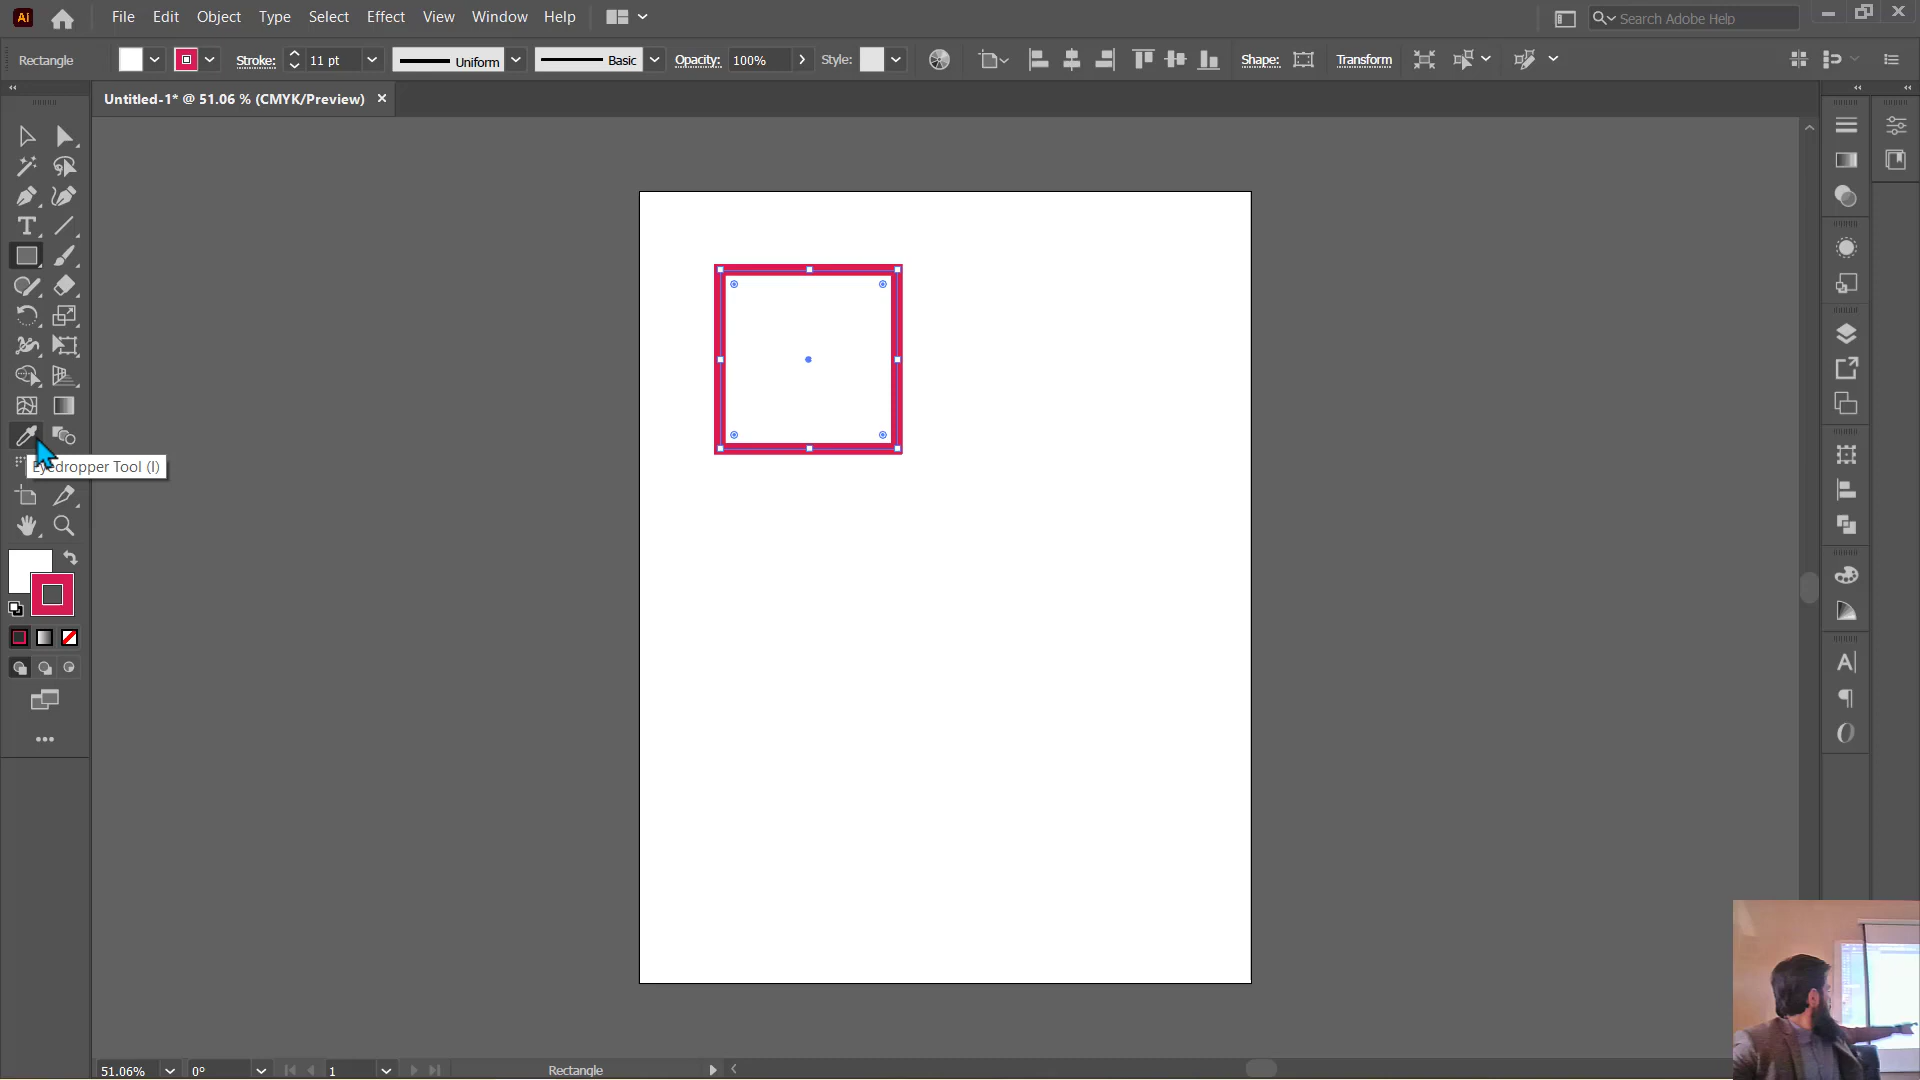 Ai File Edit Object Type Select Effect View Window Help Search Adobe Help
Rectangle Stroke: 11 pt Uniform Basic Opacity: 100% Style: Shape: Transform
Untitled-1* @ 51.06 % (CMYK/Preview)
Eyedropper Tool (I)
51.06% 0° 1 Rectangle